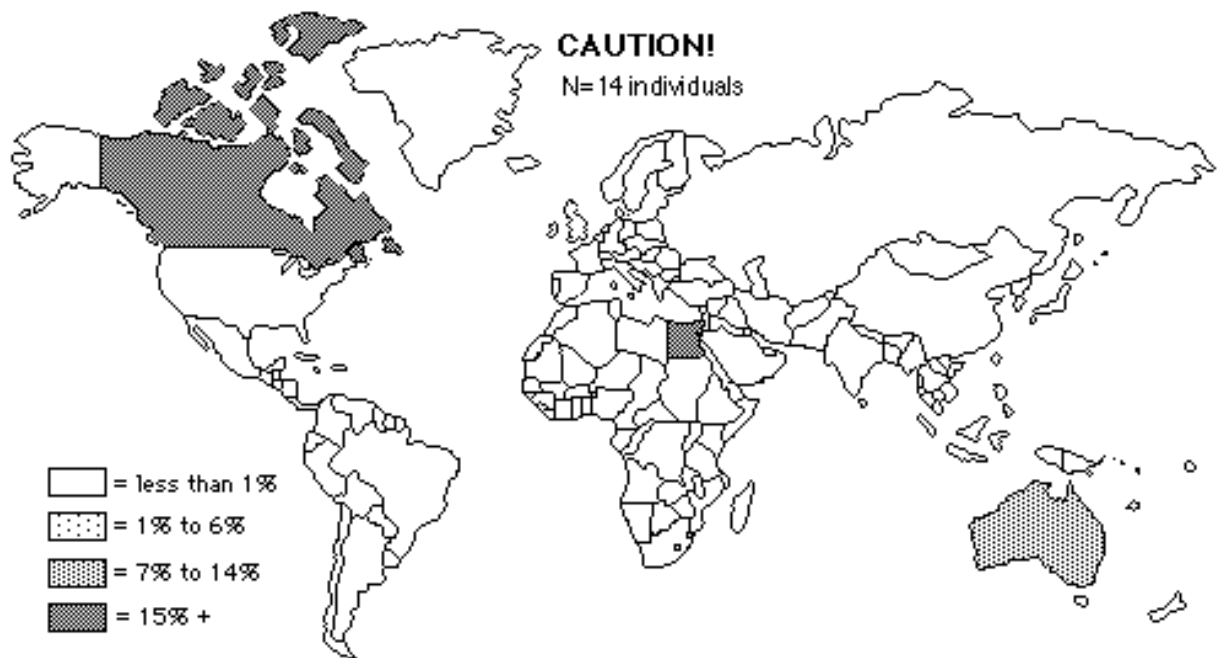 CAUTION!
N=14 individuals
= less than 1%
= 1% to 6%
= 7% to 14%
= 15% +